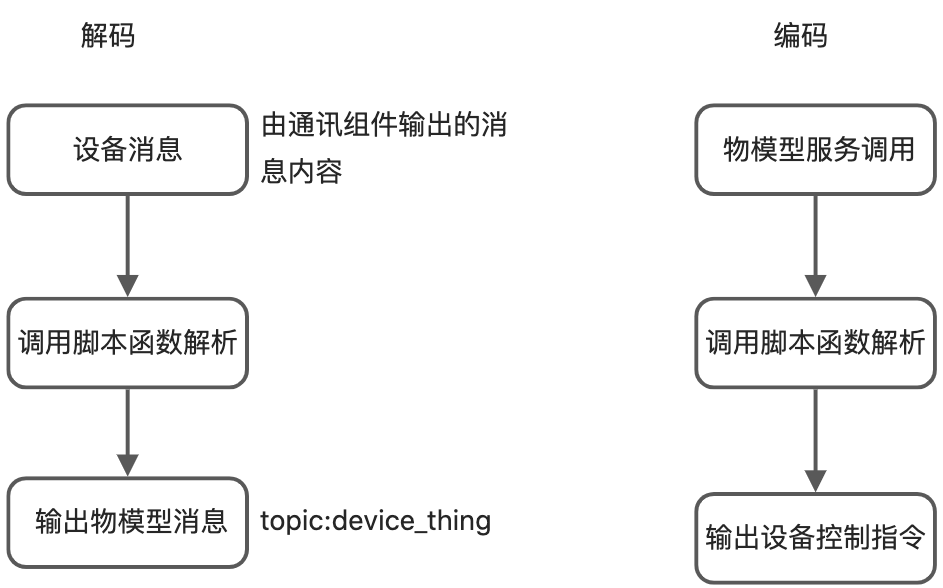 解码
编码
设备消息
由通讯组件输出的消
息内容
物模型服务调用
调用脚本函数解析
调用脚本函数解析
输出物模型消息
topic:device_thing
输出设备控制指令